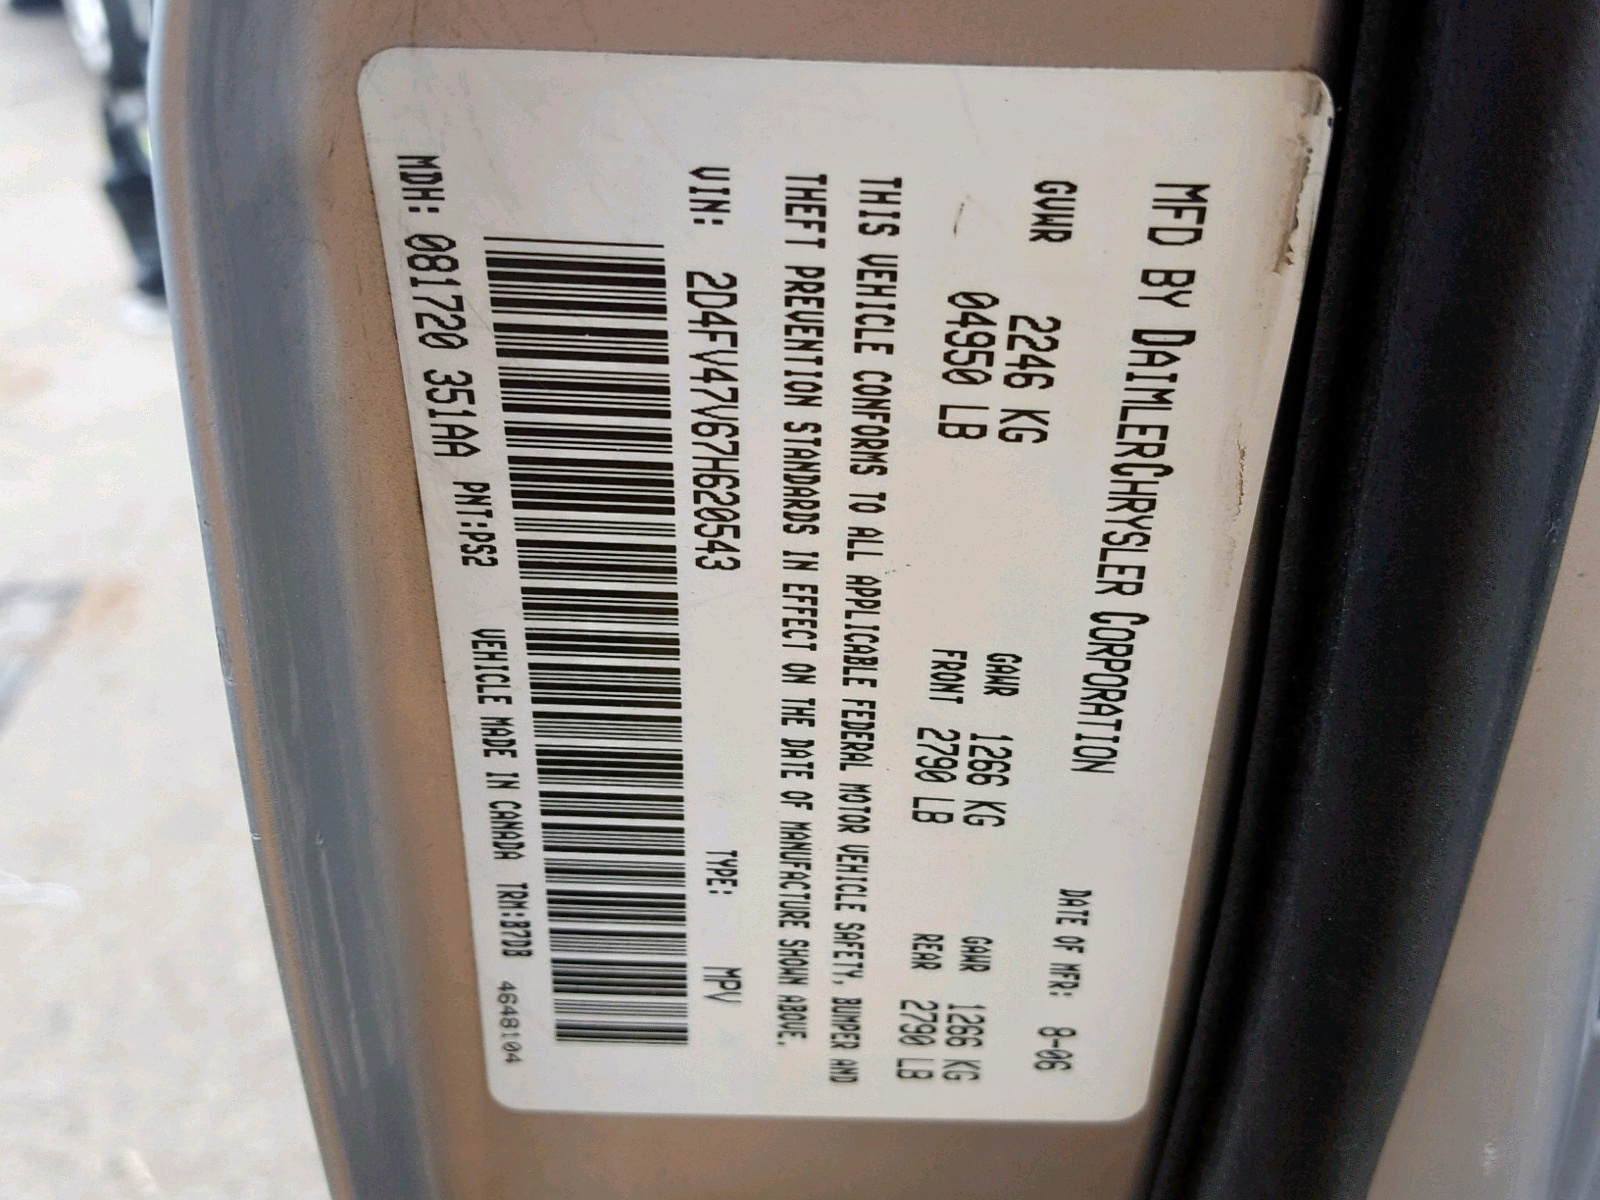 MFD BY DAIMLERCHRYSLER CORPORATION
DATE OF MFR: 8-06
GVWR 2246 KG
04950 LB
GAWR 1266 KG
FRONT 2790 LB
GAWR 1266 KG
REAR 2790 LB
THIS VEHICLE CONFORMS TO ALL APPLICABLE FEDERAL MOTOR VEHICLE SAFETY, BUMPER AND
THEFT PREVENTION STANDARDS IN EFFECT ON THE DATE OF MANUFACTURE SHOWN ABOVE.
VIN: 2D4FV47V67H620543 TYPE: MPV
MDH: 081720 351AA PNT:PS2 VEHICLE MADE IN CANADA TRM:B7D3 4648104